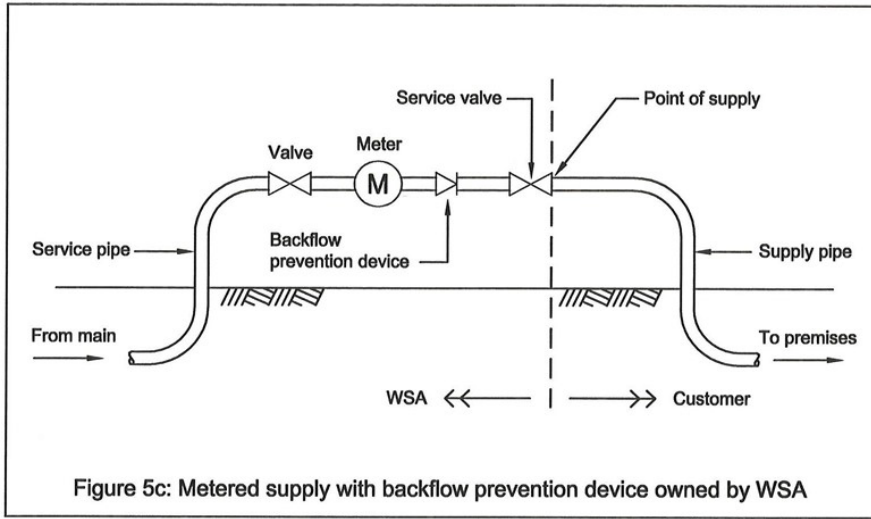 Service valve
Point of supply
Valve
Meter
M
Service pipe
Backflow
prevention device
Supply pipe
From main
To premises
WSA
Customer
Figure 5c: Metered supply with backflow prevention device owned by WSA